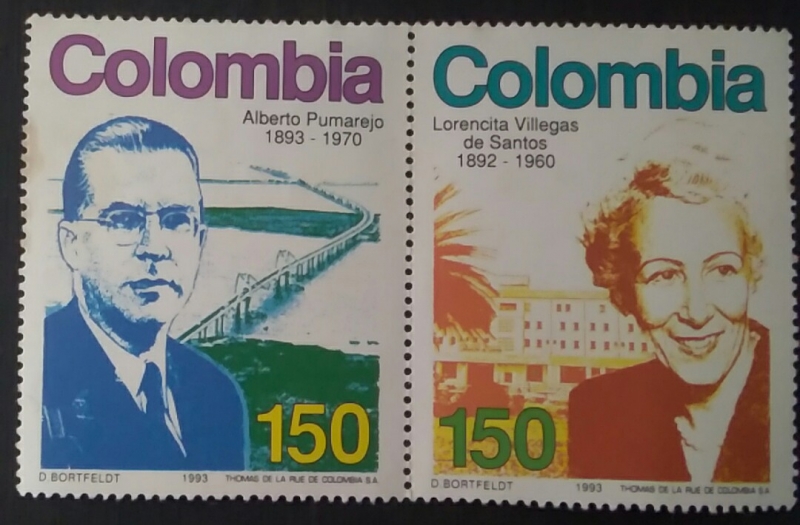 Colombia
Alberto Pumarejo
1893 - 1970
150
D. BORTFELDT 1993 THOMAS DE LA RUE DE COLOMBIA S.A.
Colombia
Lorencita Villegas
de Santos
1892 - 1960
150
D. BORTFELDT 1993 THOMAS DE LA RUE DE COLOMBIA S.A.